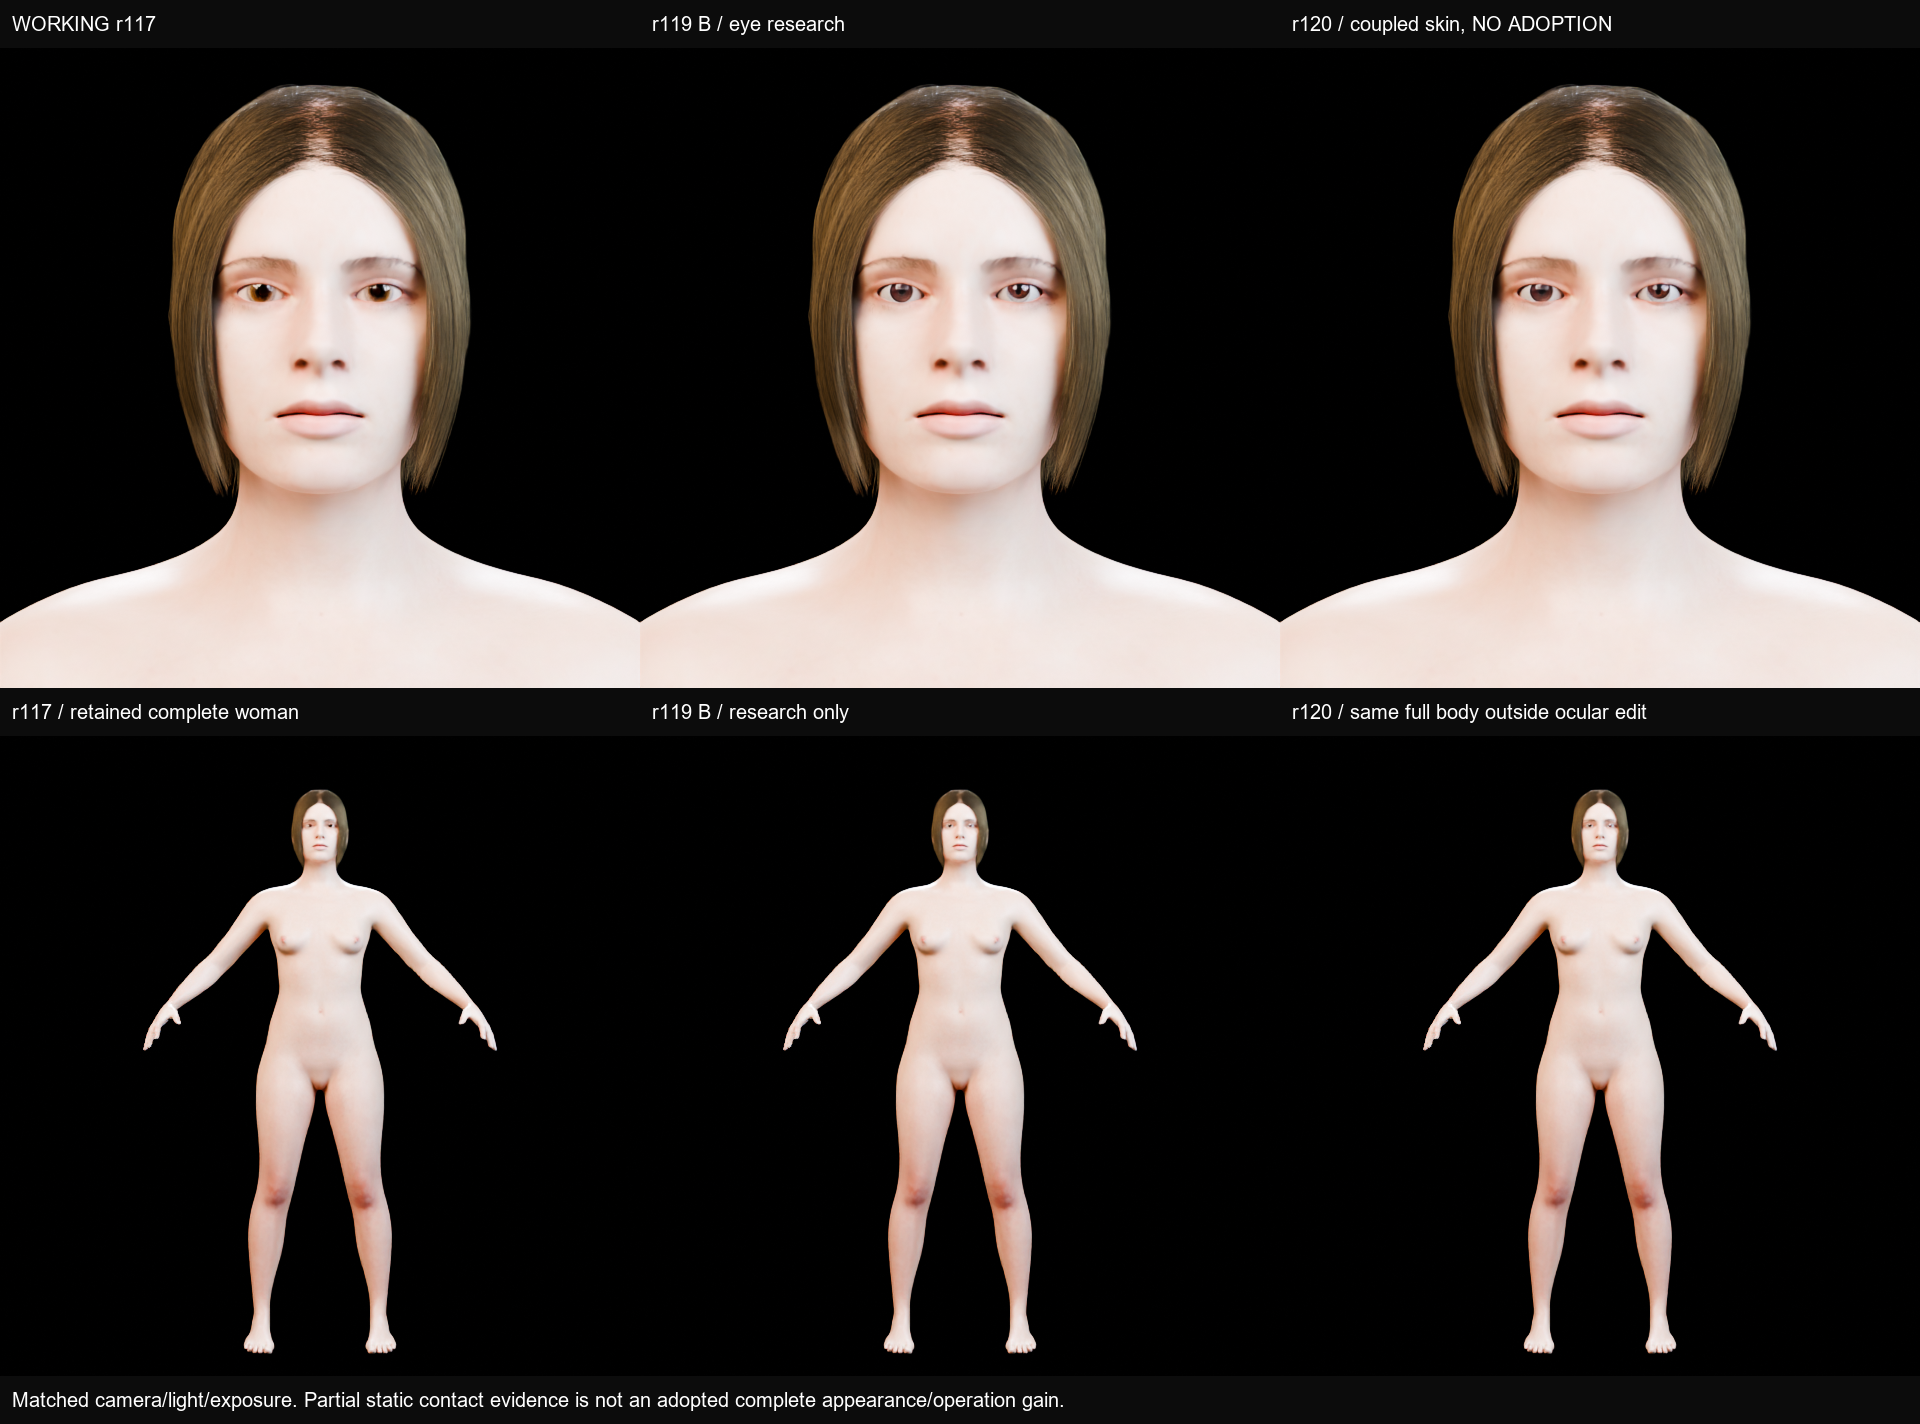 WORKING r117
r119 B / eye research
r120 / coupled skin, NO ADOPTION
r117 / retained complete woman
r119 B / research only
r120 / same full body outside ocular edit
Matched camera/light/exposure. Partial static contact evidence is not an adopted complete appearance/operation gain.